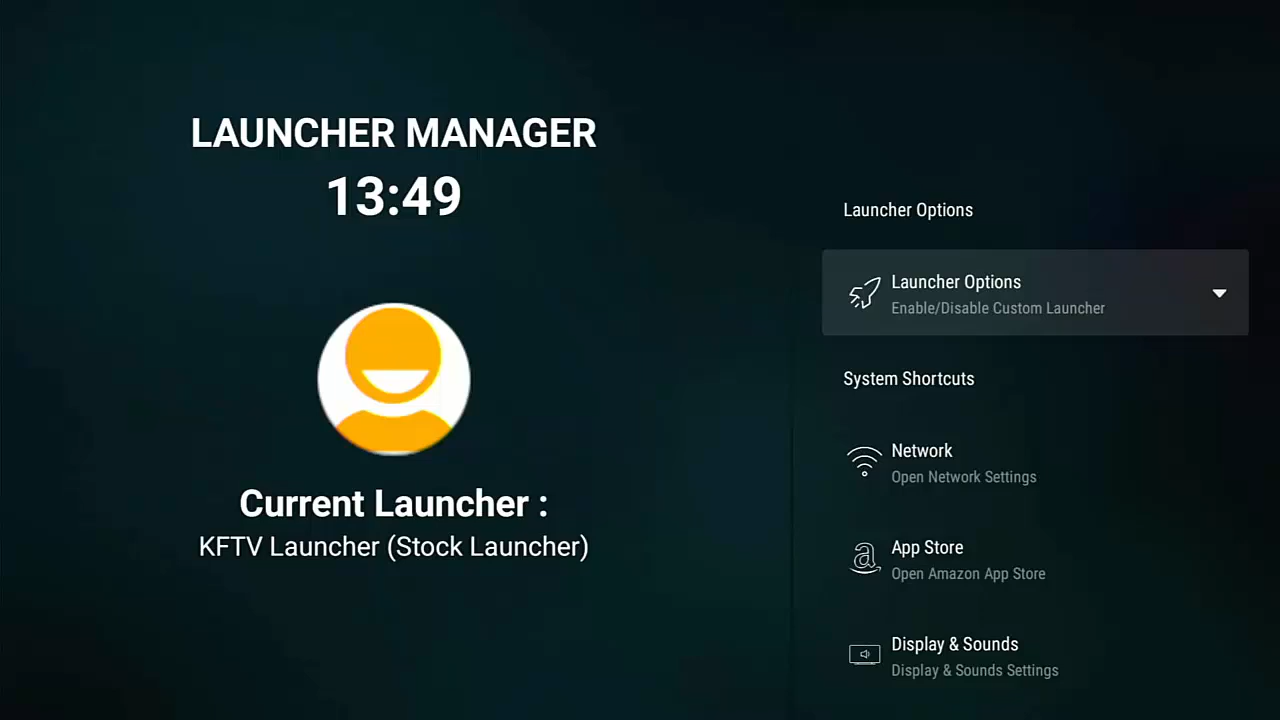 LAUNCHER MANAGER
13:49
Current Launcher :
KFTV Launcher (Stock Launcher)
Launcher Options
Launcher Options
Enable/Disable Custom Launcher
System Shortcuts
Network
Open Network Settings
App Store
Open Amazon App Store
Display & Sounds
Display & Sounds Settings